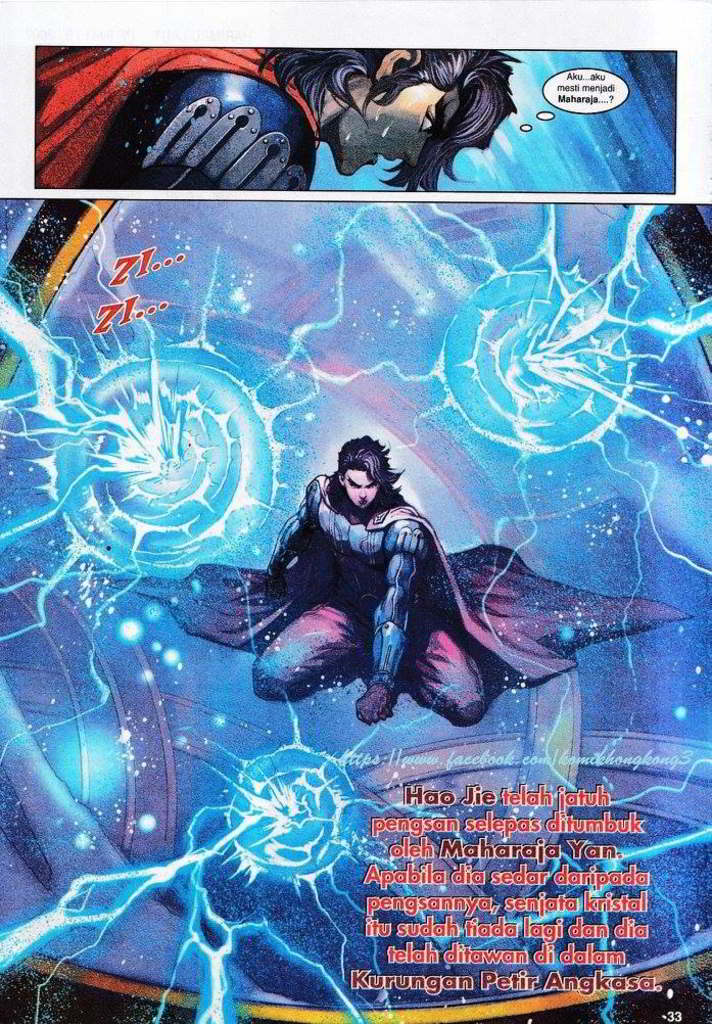 Aku...aku
mesti menjadi
Maharaja....?
ZI...
ZI...
https://www.facebook.com/komikhongkong3
Hao Jie telah jatuh
pengsan selepas ditumbuk
oleh Maharaja Yan.
Apabila dia sedar daripada
pengsannya, senjata kristal
itu sudah tiada lagi dan dia
telah ditawan di dalam
Kurungan Petir Angkasa.
33